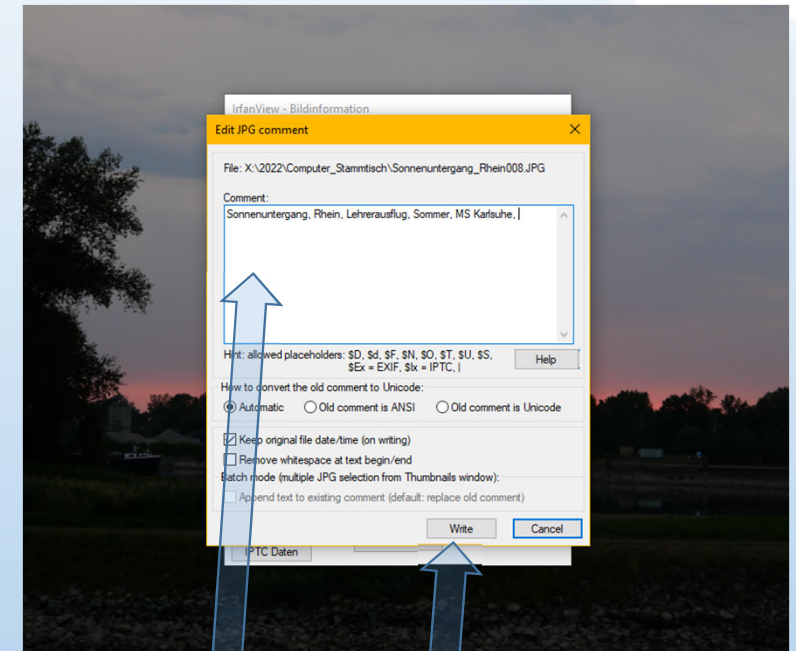 IrfanView - Bildinformation
Edit JPG comment
File: X:\2022\Computer_Stammtisch\Sonnenuntergang_Rhein008.JPG
Comment:
Sonnenuntergang, Rhein, Lehrerausflug, Sommer, MS Karlsuhe, 
Hint: allowed placeholders: $D, $d, $F, $N, $O, $T, $U, $S,
$Ex = EXIF, $Ix = IPTC, |
Help
How to convert the old comment to Unicode:
Automatic Old comment is ANSI Old comment is Unicode
Keep original file date/time (on writing)
Remove whitespace at text begin/end
Batch mode (multiple JPG selection from Thumbnails window):
Append text to existing comment (default: replace old comment)
Write Cancel
IPTC Daten